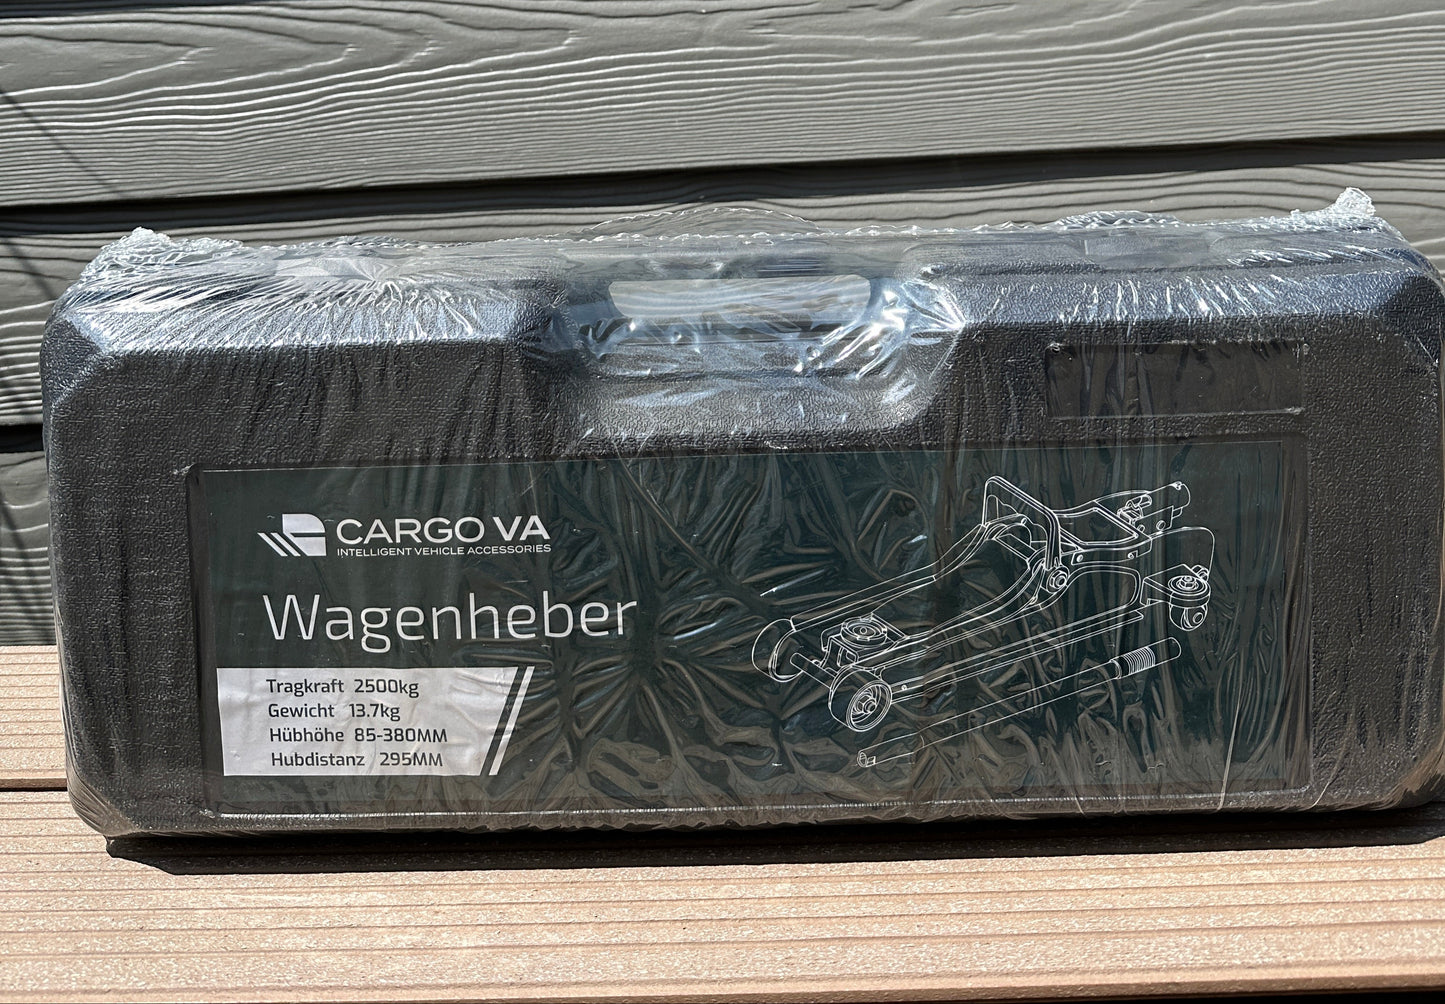 CARGO VA
INTELLIGENT VEHICLE ACCESSORIES
Wagenheber
Tragkraft 2500kg
Gewicht 13.7kg
Hübhöhe 85-380MM
Hubdistanz 295MM